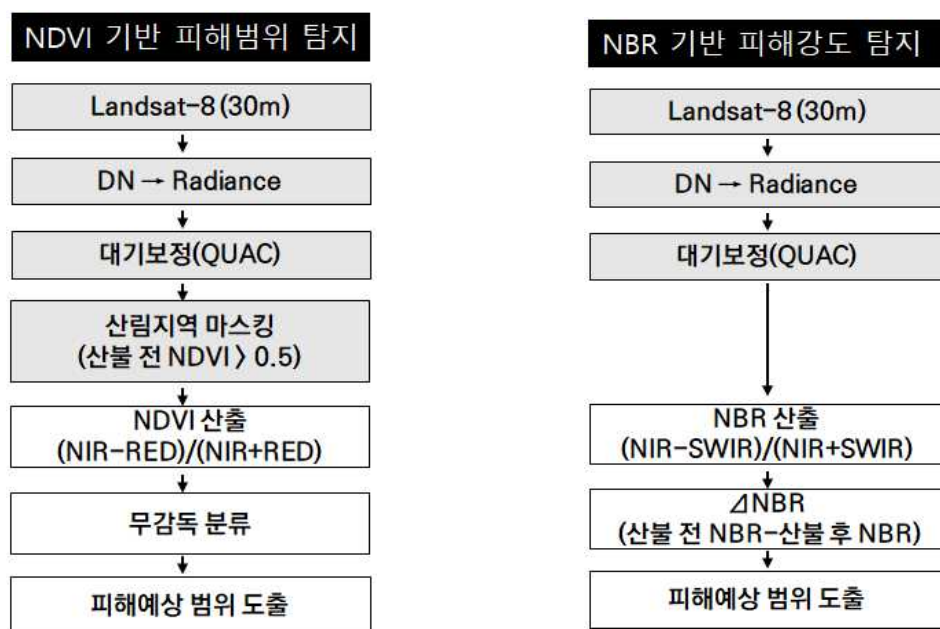 NDVI 기반 피해범위 탐지
Landsat-8 (30m)
DN → Radiance
대기보정(QUAC)
산림지역 마스킹
(산불 전 NDVI > 0.5)
NDVI 산출
(NIR-RED)/(NIR+RED)
무감독 분류
피해예상 범위 도출
NBR 기반 피해강도 탐지
Landsat-8 (30m)
DN → Radiance
대기보정(QUAC)
NBR 산출
(NIR-SWIR)/(NIR+SWIR)
⊿NBR
(산불 전 NBR-산불 후 NBR)
피해예상 범위 도출